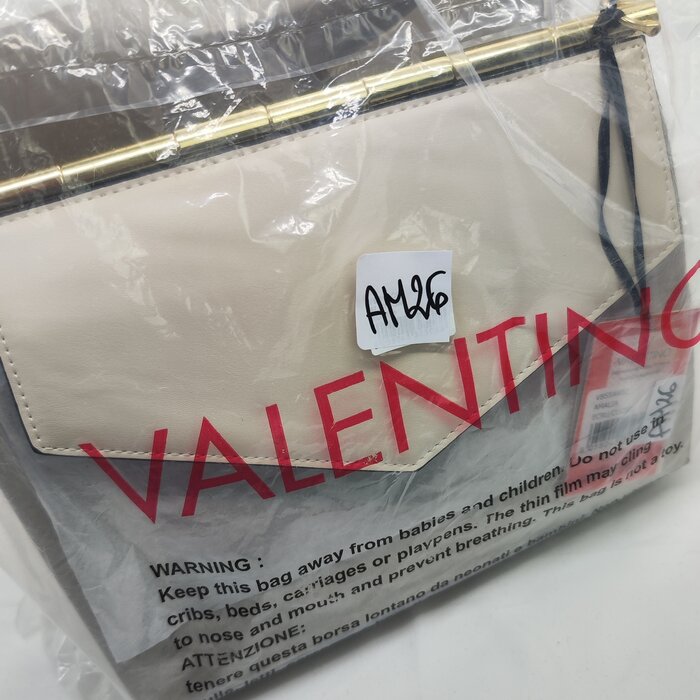 AM26
VALENTINO
WARNING :
Keep this bag away from babies and children. Do not use in
cribs, beds, carriages or playpens. The thin film may cling
to nose and mouth and prevent breathing. This bag is not a toy.
ATTENZIONE:
tenere questa borsa lontano da neonati e